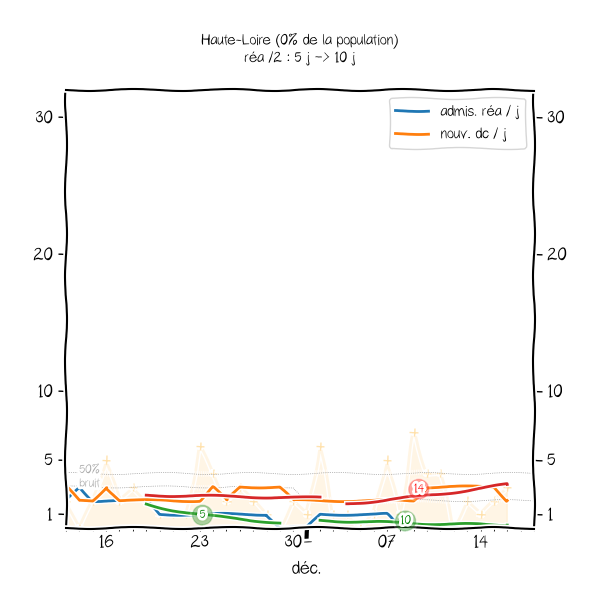 Haute-Loire (0% de la population)
réa /2 : 5 j -> 10 j
admis. réa / j
nouv. dc / j
30 30
20 20
10 10
5 5
50%
bruit
14
5
10
1 1
16 23 30 07 14
déc.